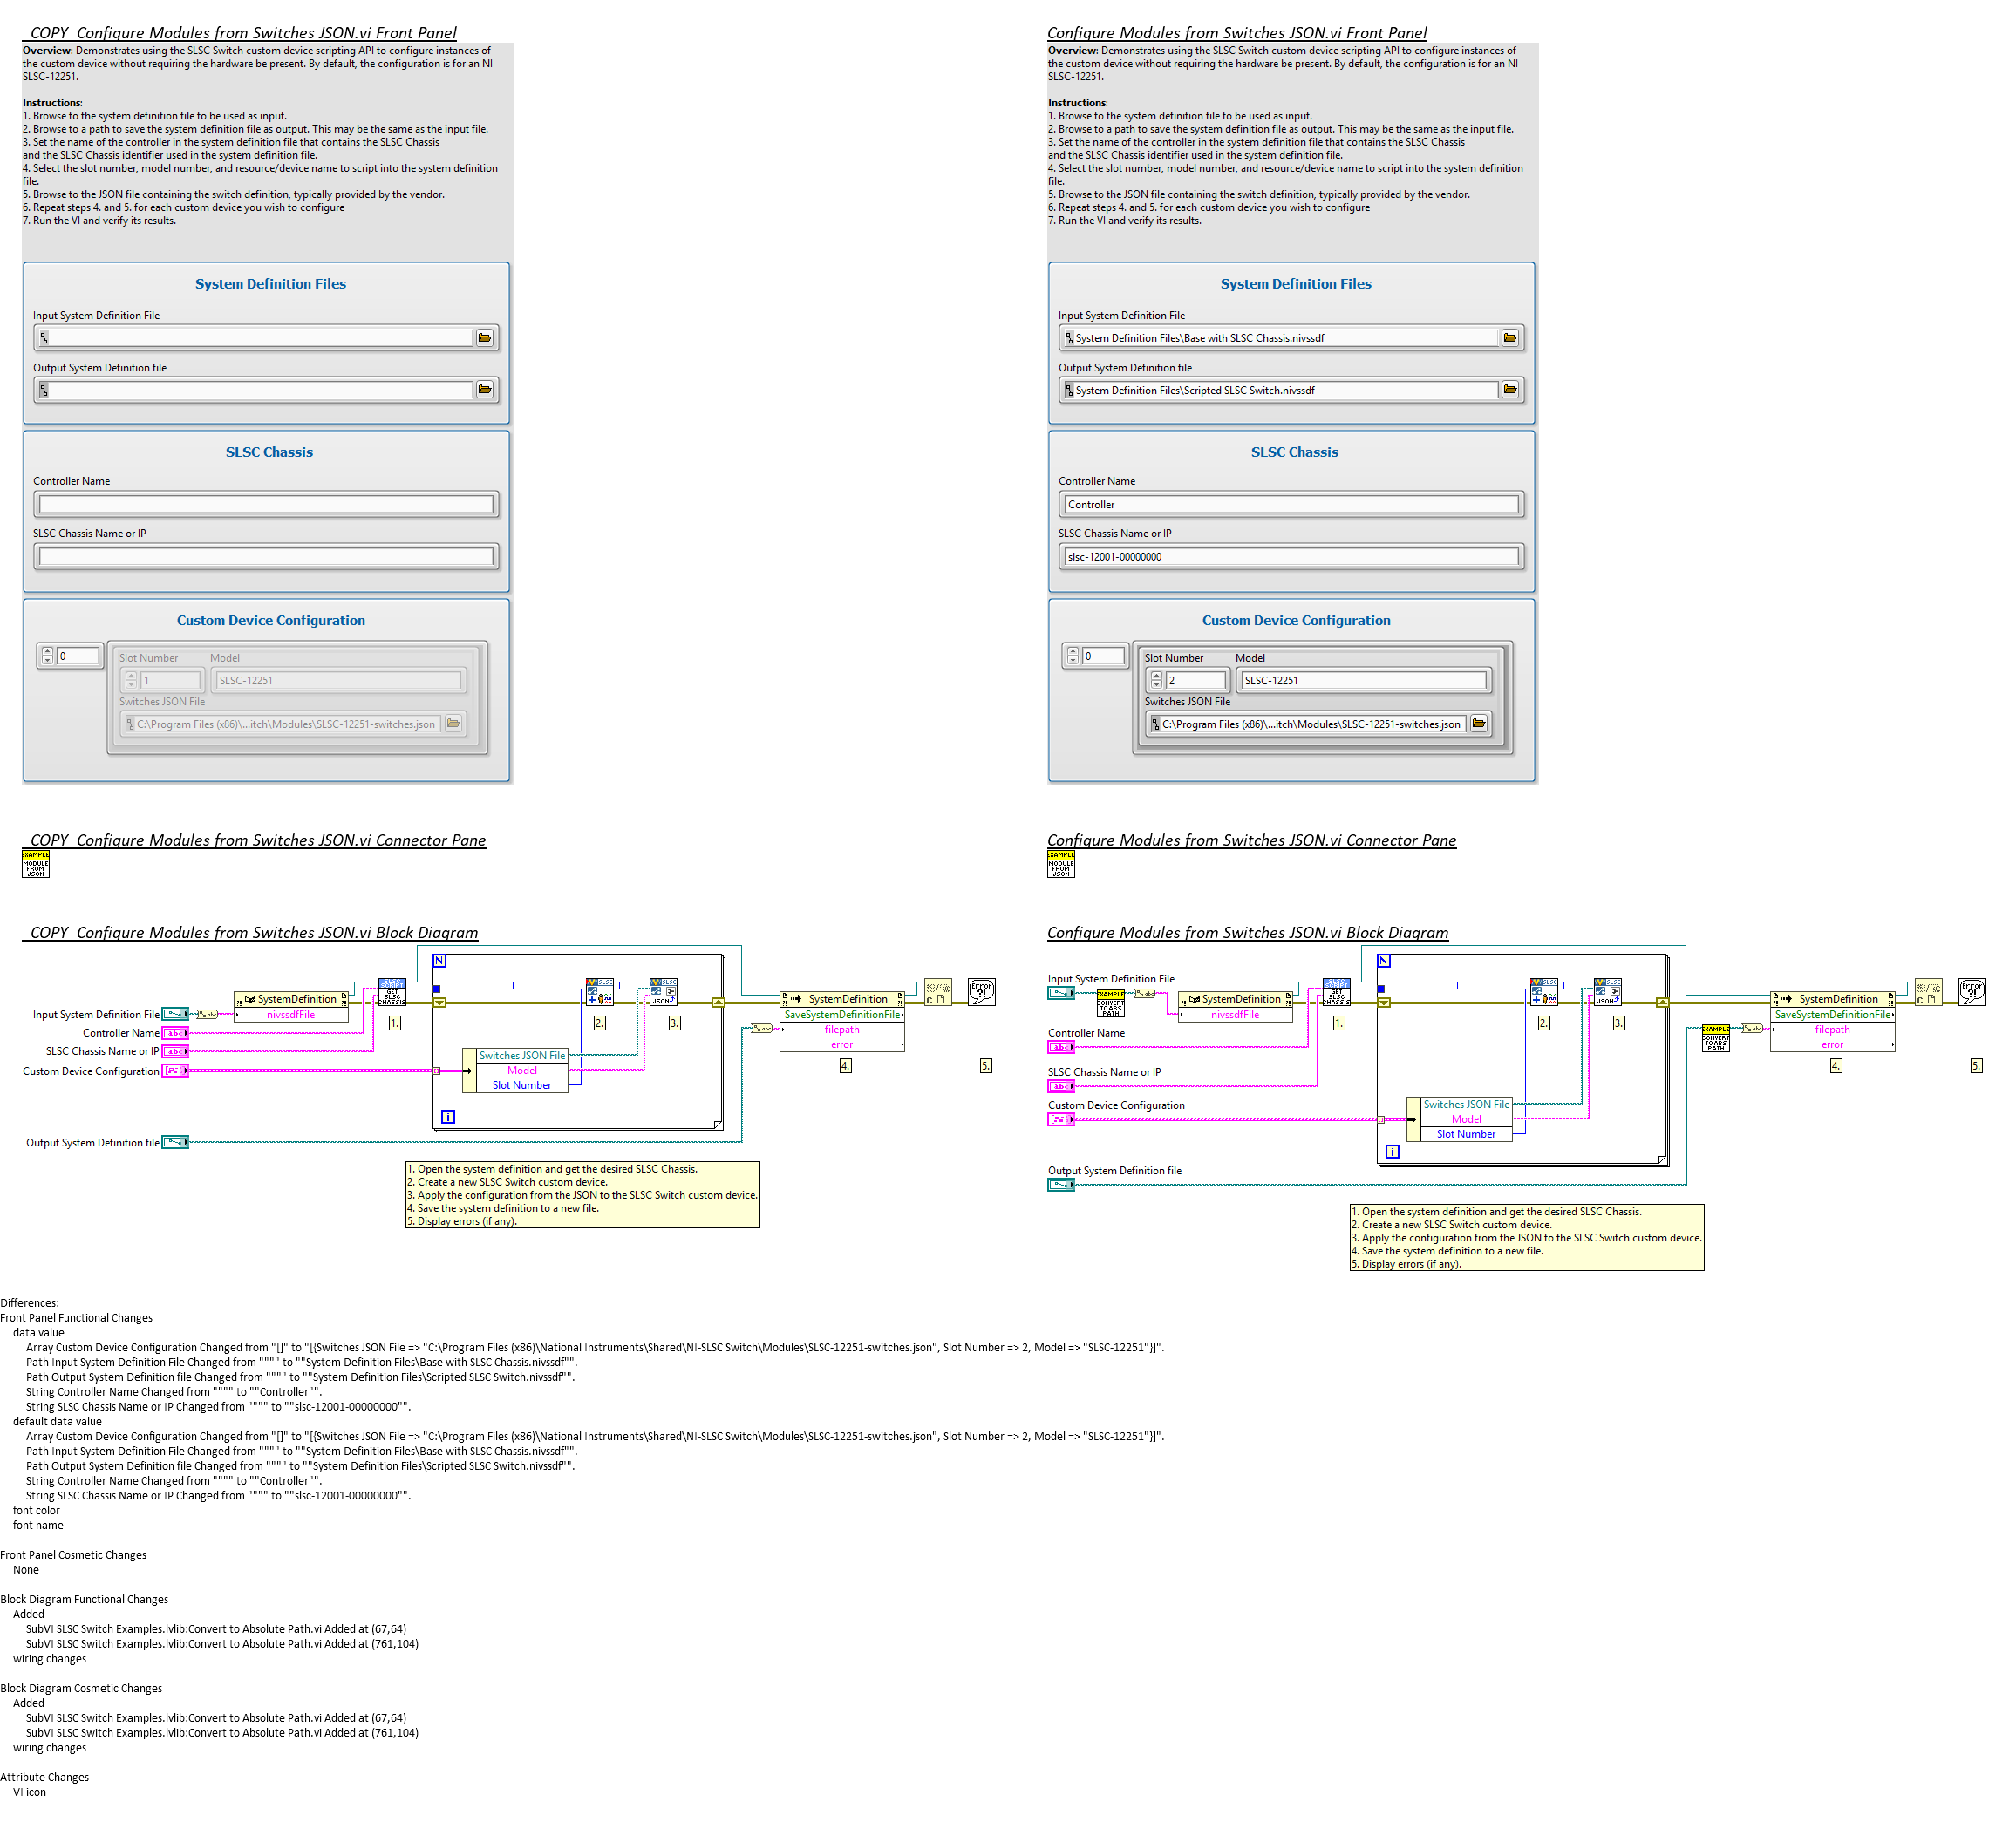 _COPY_Configure Modules from Switches JSON.vi Front Panel
Overview: Demonstrates using the SLSC Switch custom device scripting API to configure instances of
the custom device without requiring the hardware be present. By default, the configuration is for an NI
SLSC-12251.
Instructions:
1. Browse to the system definition file to be used as input.
2. Browse to a path to save the system definition file as output. This may be the same as the input file.
3. Set the name of the controller in the system definition file that contains the SLSC Chassis
and the SLSC Chassis identifier used in the system definition file.
4. Select the slot number, model number, and resource/device name to script into the system definition
file.
5. Browse to the JSON file containing the switch definition, typically provided by the vendor.
6. Repeat steps 4. and 5. for each custom device you wish to configure
7. Run the VI and verify its results.
System Definition Files
Input System Definition File
Output System Definition file
SLSC Chassis
Controller Name
SLSC Chassis Name or IP
Custom Device Configuration
0
Slot Number Model
1 SLSC-12251
Switches JSON File
C:\Program Files (x86)\...itch\Modules\SLSC-12251-switches.json
Configure Modules from Switches JSON.vi Front Panel
Overview: Demonstrates using the SLSC Switch custom device scripting API to configure instances of
the custom device without requiring the hardware be present. By default, the configuration is for an NI
SLSC-12251.
Instructions:
1. Browse to the system definition file to be used as input.
2. Browse to a path to save the system definition file as output. This may be the same as the input file.
3. Set the name of the controller in the system definition file that contains the SLSC Chassis
and the SLSC Chassis identifier used in the system definition file.
4. Select the slot number, model number, and resource/device name to script into the system definition
file.
5. Browse to the JSON file containing the switch definition, typically provided by the vendor.
6. Repeat steps 4. and 5. for each custom device you wish to configure
7. Run the VI and verify its results.
System Definition Files
Input System Definition File
System Definition Files\Base with SLSC Chassis.nivssdf
Output System Definition file
System Definition Files\Scripted SLSC Switch.nivssdf
SLSC Chassis
Controller Name
Controller
SLSC Chassis Name or IP
slsc-12001-00000000
Custom Device Configuration
0
Slot Number Model
2 SLSC-12251
Switches JSON File
C:\Program Files (x86)\...itch\Modules\SLSC-12251-switches.json
_COPY_Configure Modules from Switches JSON.vi Connector Pane
EXAMPLE
MODULE
FROM
JSON
Configure Modules from Switches JSON.vi Connector Pane
EXAMPLE
MODULE
FROM
JSON
_COPY_Configure Modules from Switches JSON.vi Block Diagram
N
SLSC
SCRIPT
GET
SLSC
CHASSIS
SLSC
SLSC
JSON
Error
?!
SystemDefinition
nivssdfFile
SystemDefinition
SaveSystemDefinitionFile
filepath
error
Input System Definition File
Controller Name
abc
SLSC Chassis Name or IP
abc
Custom Device Configuration
Output System Definition file
1.
2.
3.
4.
5.
Switches JSON File
Model
Slot Number
i
1. Open the system definition and get the desired SLSC Chassis.
2. Create a new SLSC Switch custom device.
3. Apply the configuration from the JSON to the SLSC Switch custom device.
4. Save the system definition to a new file.
5. Display errors (if any).
Configure Modules from Switches JSON.vi Block Diagram
Input System Definition File
EXAMPLE
CONVERT
TO ABS
PATH
N
SLSC
SCRIPT
GET
SLSC
CHASSIS
SLSC
SLSC
JSON
Error
?!
SystemDefinition
nivssdfFile
SystemDefinition
SaveSystemDefinitionFile
filepath
error
Controller Name
abc
SLSC Chassis Name or IP
abc
Custom Device Configuration
Output System Definition file
EXAMPLE
CONVERT
TO ABS
PATH
1.
2.
3.
4.
5.
Switches JSON File
Model
Slot Number
i
1. Open the system definition and get the desired SLSC Chassis.
2. Create a new SLSC Switch custom device.
3. Apply the configuration from the JSON to the SLSC Switch custom device.
4. Save the system definition to a new file.
5. Display errors (if any).
Differences:
Front Panel Functional Changes
data value
Array Custom Device Configuration Changed from "[]" to "[{Switches JSON File => "C:\Program Files (x86)\National Instruments\Shared\NI-SLSC Switch\Modules\SLSC-12251-switches.json", Slot Number => 2, Model => "SLSC-12251"}]".
Path Input System Definition File Changed from """" to ""System Definition Files\Base with SLSC Chassis.nivssdf"".
Path Output System Definition file Changed from """" to ""System Definition Files\Scripted SLSC Switch.nivssdf"".
String Controller Name Changed from """" to ""Controller"".
String SLSC Chassis Name or IP Changed from """" to ""slsc-12001-00000000"".
default data value
Array Custom Device Configuration Changed from "[]" to "[{Switches JSON File => "C:\Program Files (x86)\National Instruments\Shared\NI-SLSC Switch\Modules\SLSC-12251-switches.json", Slot Number => 2, Model => "SLSC-12251"}]".
Path Input System Definition File Changed from """" to ""System Definition Files\Base with SLSC Chassis.nivssdf"".
Path Output System Definition file Changed from """" to ""System Definition Files\Scripted SLSC Switch.nivssdf"".
String Controller Name Changed from """" to ""Controller"".
String SLSC Chassis Name or IP Changed from """" to ""slsc-12001-00000000"".
font color
font name
Front Panel Cosmetic Changes
None
Block Diagram Functional Changes
Added
SubVI SLSC Switch Examples.lvlib:Convert to Absolute Path.vi Added at (67,64)
SubVI SLSC Switch Examples.lvlib:Convert to Absolute Path.vi Added at (761,104)
wiring changes
Block Diagram Cosmetic Changes
Added
SubVI SLSC Switch Examples.lvlib:Convert to Absolute Path.vi Added at (67,64)
SubVI SLSC Switch Examples.lvlib:Convert to Absolute Path.vi Added at (761,104)
wiring changes
Attribute Changes
VI icon